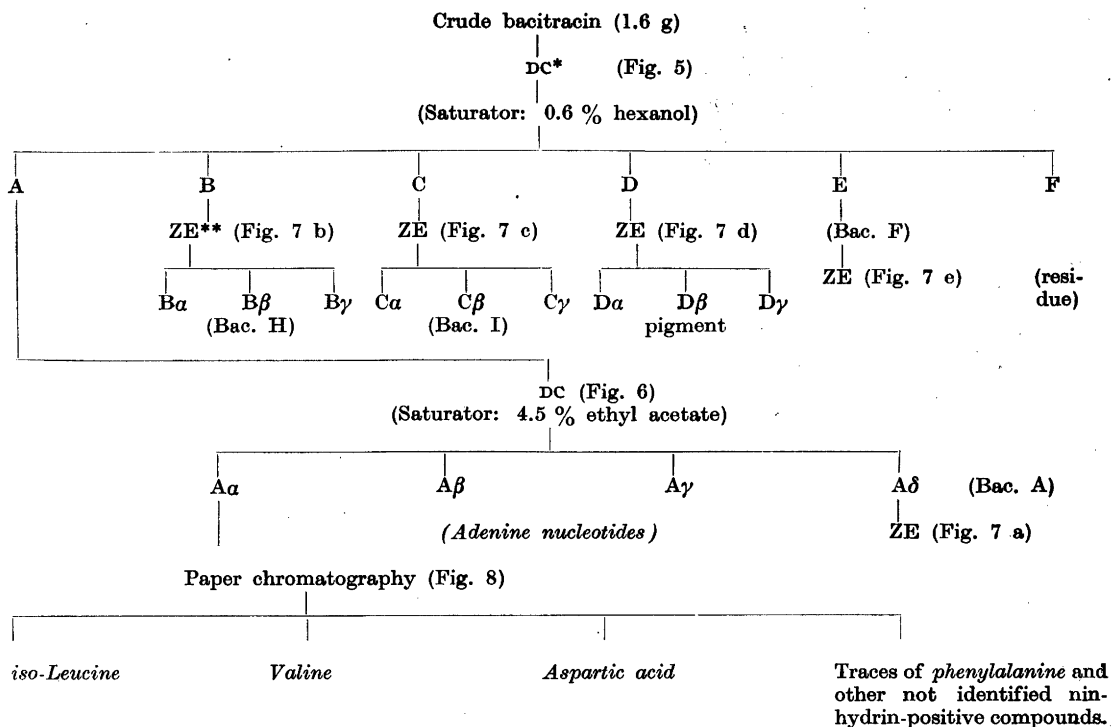 Crude bacitracin (1.6 g)
DC* (Fig. 5)
(Saturator: 0.6 % hexanol)
A B C D E F
ZE** (Fig. 7 b) ZE (Fig. 7 c) ZE (Fig. 7 d) (Bac. F)
ZE (Fig. 7 e) (resi-
due)
Bα Bβ Bγ Cα Cβ Cγ Dα Dβ Dγ
(Bac. H) (Bac. I) pigment
DC (Fig. 6)
(Saturator: 4.5 % ethyl acetate)
Aα Aβ Aγ Aδ (Bac. A)
(Adenine nucleotides) ZE (Fig. 7 a)
Paper chromatography (Fig. 8)
iso-Leucine Valine Aspartic acid Traces of phenylalanine and
other not identified nin-
hydrin-positive compounds.